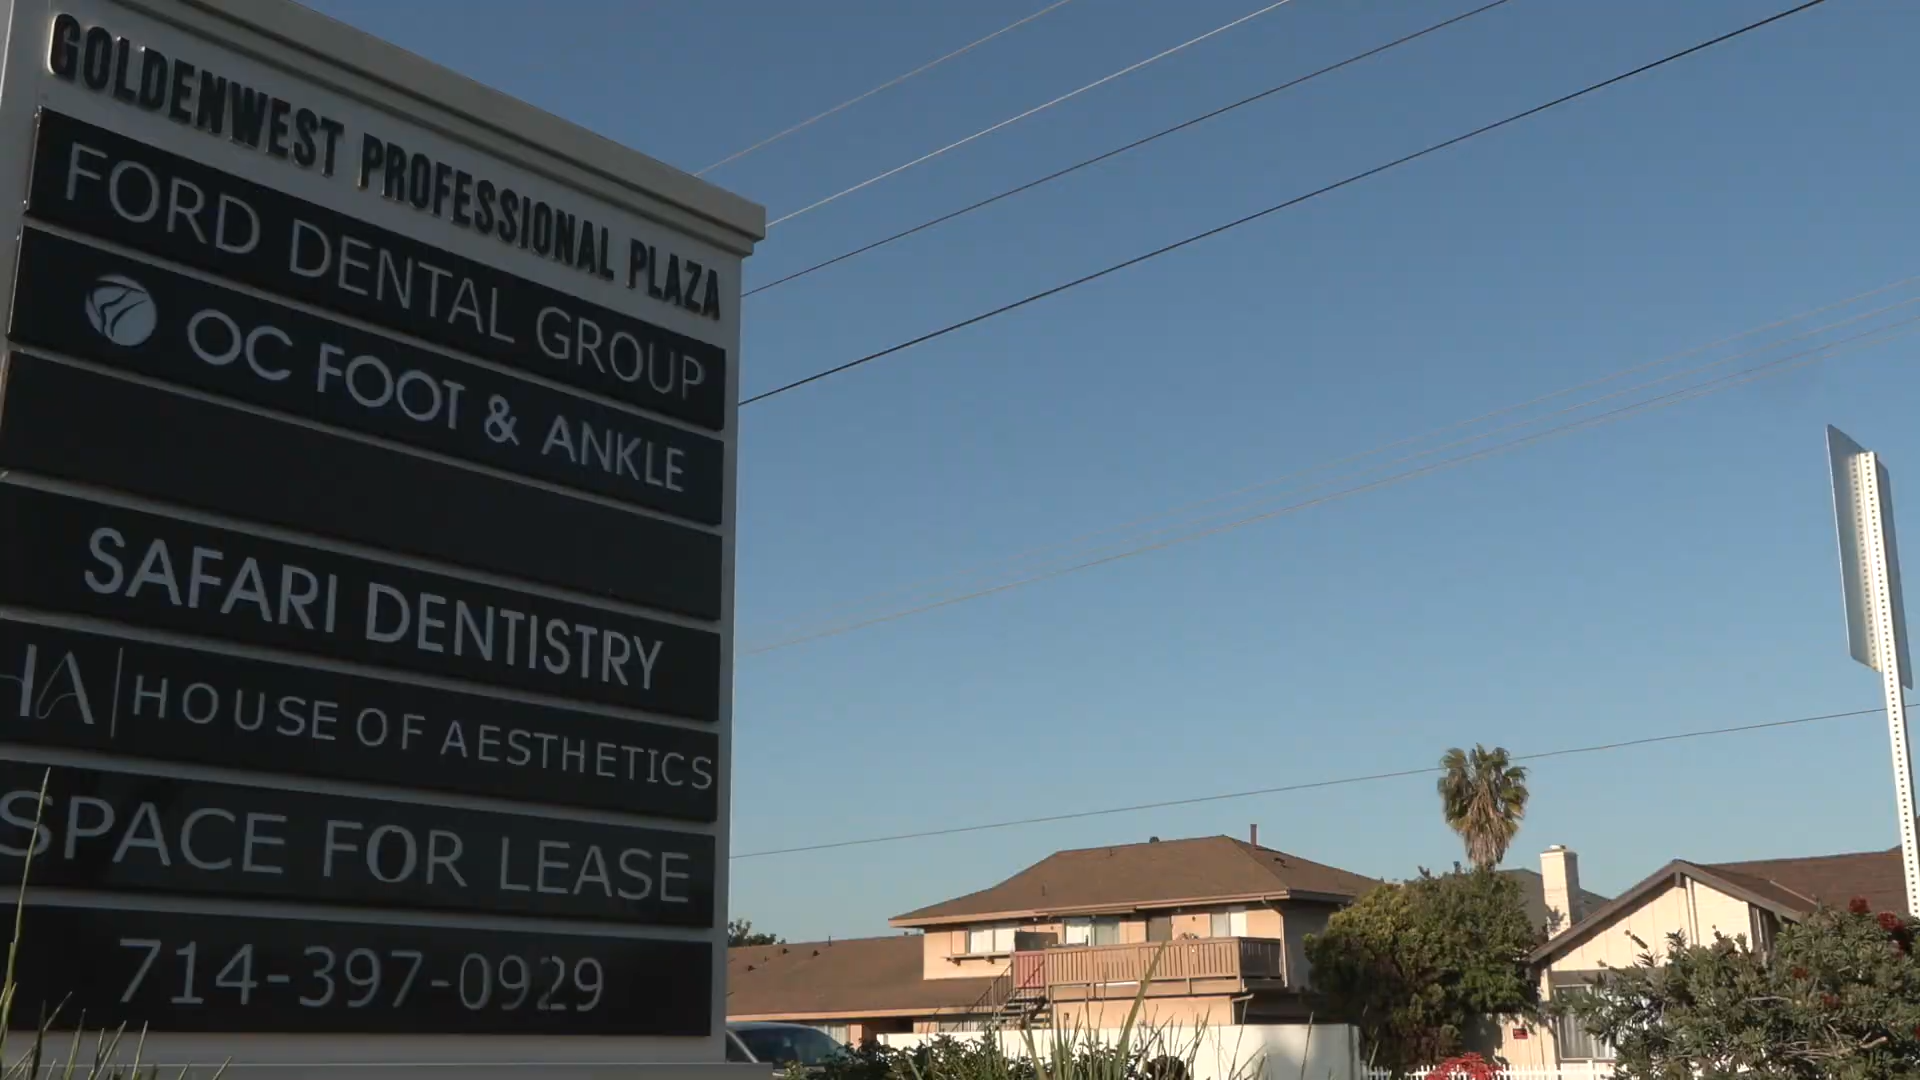 GOLDENWEST PROFESSIONAL PLAZA
FORD DENTAL GROUP
OC FOOT & ANKLE
SAFARI DENTISTRY
HA | HOUSE OF AESTHETICS
SPACE FOR LEASE
714-397-0929